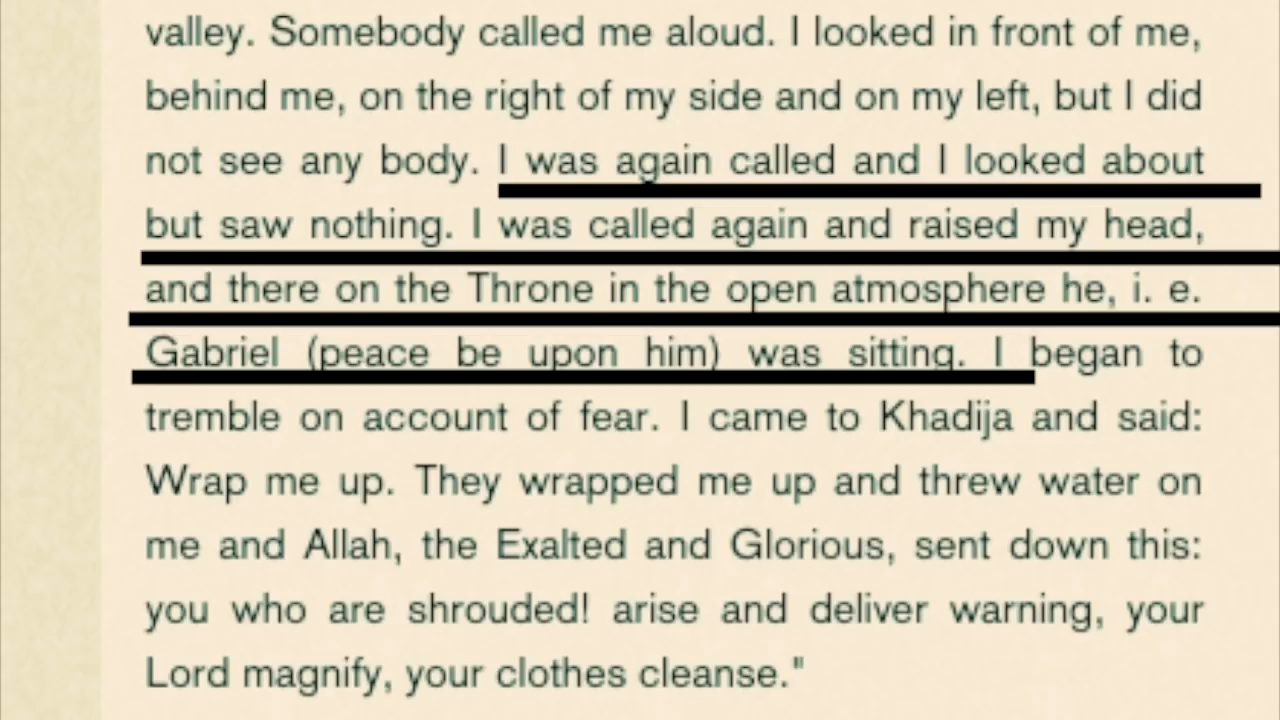 valley. Somebody called me aloud. I looked in front of me,
behind me, on the right of my side and on my left, but I did
not see any body. I was again called and I looked about
but saw nothing. I was called again and raised my head,
and there on the Throne in the open atmosphere he, i. e.
Gabriel (peace be upon him) was sitting. I began to
tremble on account of fear. I came to Khadija and said:
Wrap me up. They wrapped me up and threw water on
me and Allah, the Exalted and Glorious, sent down this:
you who are shrouded! arise and deliver warning, your
Lord magnify, your clothes cleanse."